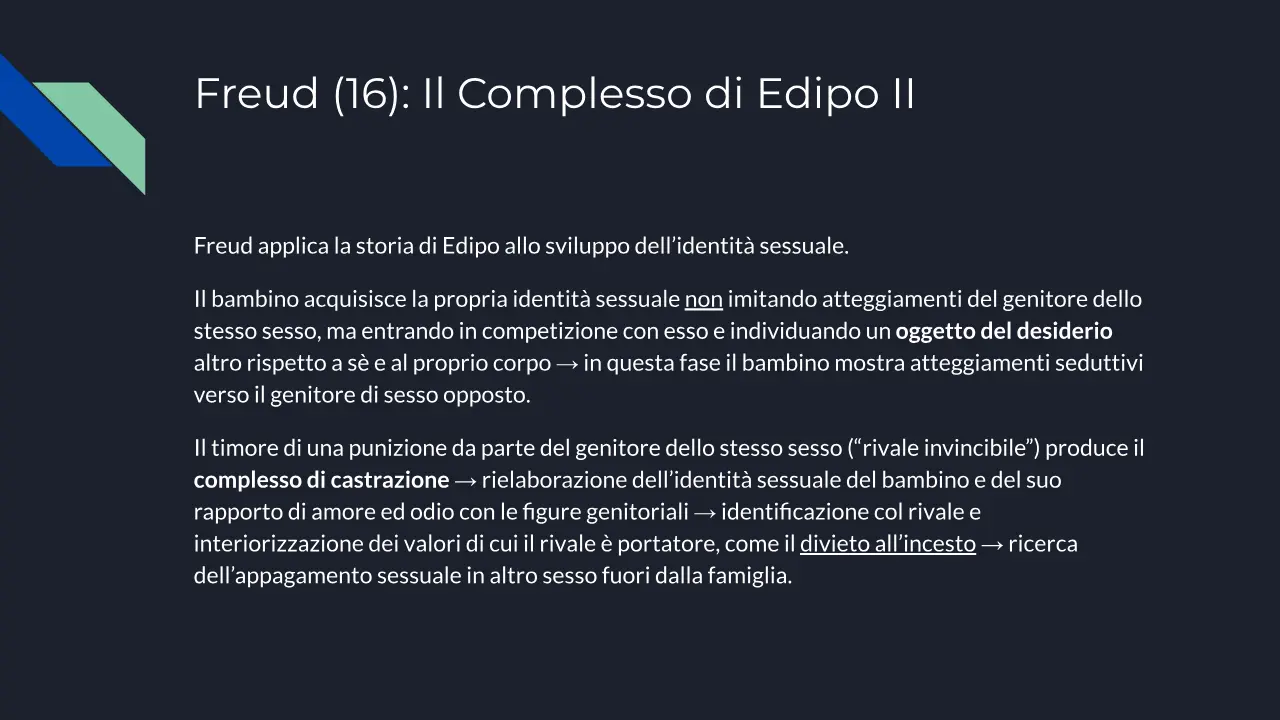 Freud (16): Il Complesso di Edipo II
Freud applica la storia di Edipo allo sviluppo dell’identità sessuale.
Il bambino acquisisce la propria identità sessuale non imitando atteggiamenti del genitore dello
stesso sesso, ma entrando in competizione con esso e individuando un oggetto del desiderio
altro rispetto a sè e al proprio corpo → in questa fase il bambino mostra atteggiamenti seduttivi
verso il genitore di sesso opposto.
Il timore di una punizione da parte del genitore dello stesso sesso (“rivale invincibile”) produce il
complesso di castrazione → rielaborazione dell’identità sessuale del bambino e del suo
rapporto di amore ed odio con le figure genitoriali → identificazione col rivale e
interiorizzazione dei valori di cui il rivale è portatore, come il divieto all’incesto → ricerca
dell’appagamento sessuale in altro sesso fuori dalla famiglia.